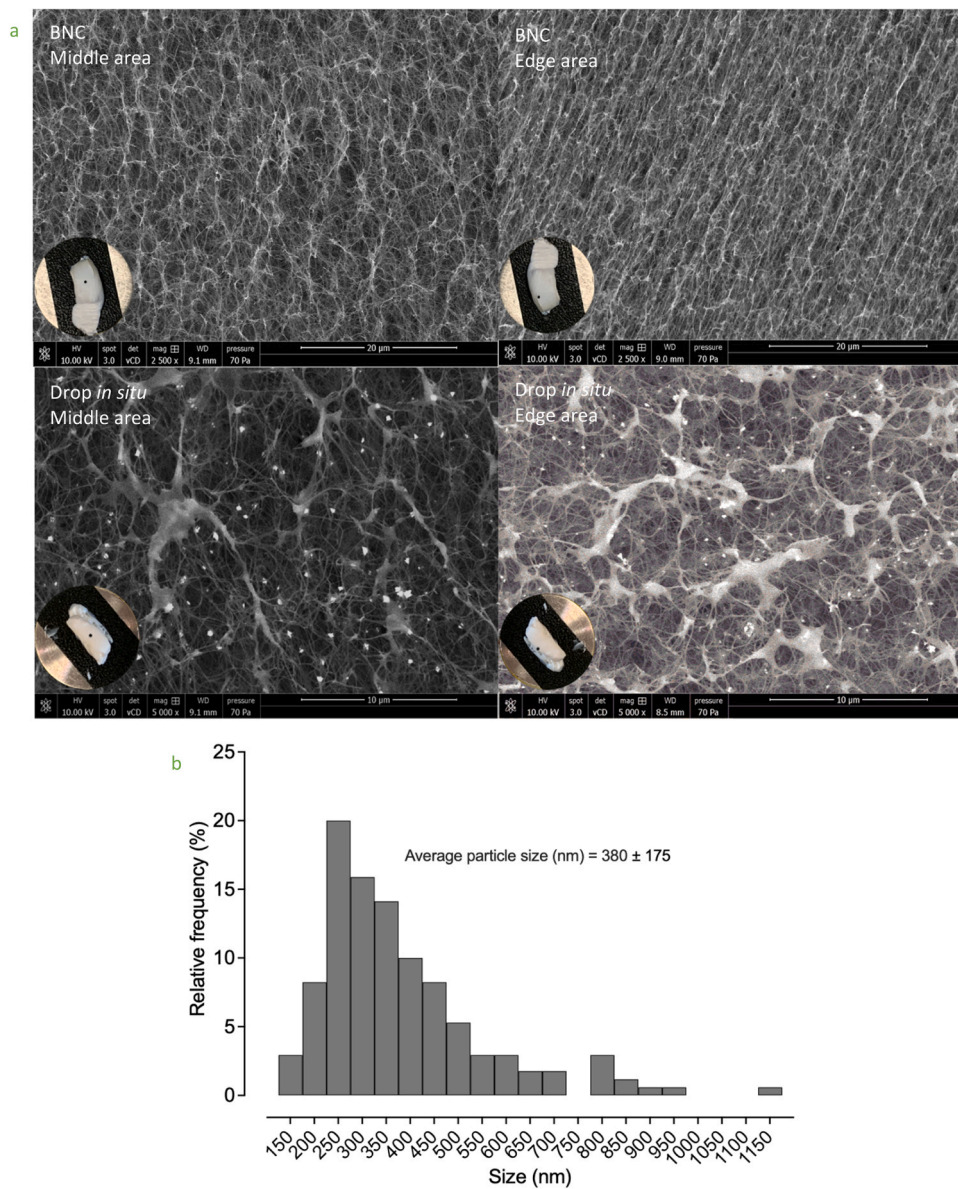 a
BNC
Middle area
BNC
Edge area
HV spot det mag WD pressure
10.00 kV 3.0 vCD 2 500 x 9.1 mm 70 Pa
20 µm
HV spot det mag WD pressure
10.00 kV 3.0 vCD 2 500 x 9.0 mm 70 Pa
20 µm
Drop in situ
Middle area
Drop in situ
Edge area
HV spot det mag WD pressure
10.00 kV 3.0 vCD 5 000 x 9.1 mm 70 Pa
10 µm
HV spot det mag WD pressure
10.00 kV 3.0 vCD 5 000 x 8.5 mm 70 Pa
10 µm
b
25
20
15
10
5
0
Relative frequency (%)
Average particle size (nm) = 380 ± 175
150 200 250 350 350 400 450 500 550 600 650 700 750 800 850 900 950 1000 1050 1100 1150
Size (nm)